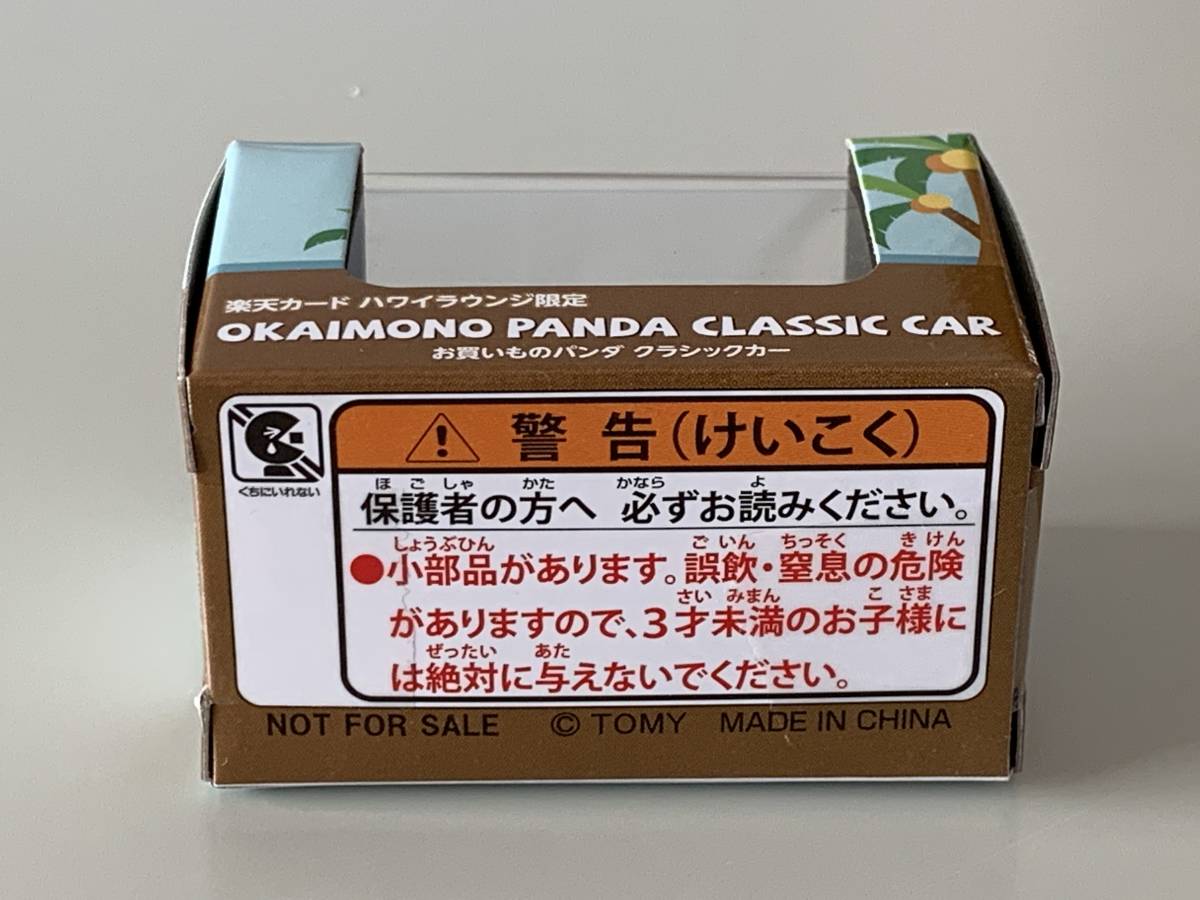 楽天カード ハワイラウンジ限定
OKAIMONO PANDA CLASSIC CAR
お買いものパンダ クラシックカー
くちにいれない
警告(けいこく)
ほ ご しゃ かた かなら よ
保護者の方へ 必ずお読みください。
しょうぶひん ご いん ちっそく き けん
●小部品があります。誤飲・窒息の危険
さい みまん こ さま
がありますので、3才未満のお子様に
ぜったい あた
は絶対に与えないでください。
NOT FOR SALE © TOMY MADE IN CHINA